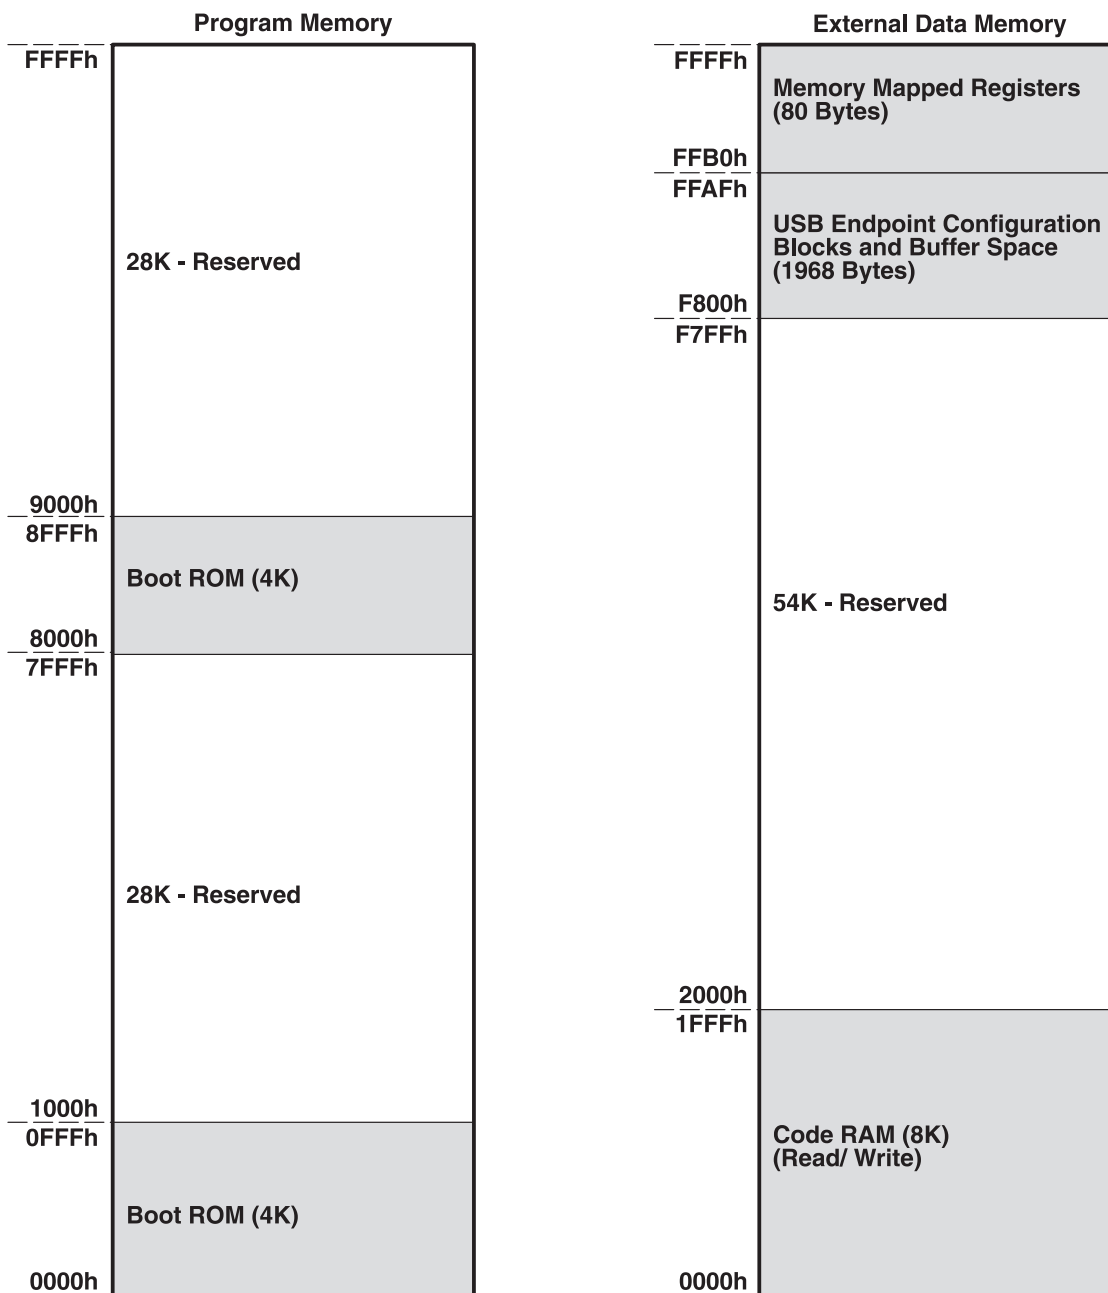 Program Memory
FFFFh
28K - Reserved
9000h
8FFFh
Boot ROM (4K)
8000h
7FFFh
28K - Reserved
1000h
0FFFh
Boot ROM (4K)
0000h
External Data Memory
FFFFh
Memory Mapped Registers
(80 Bytes)
FFB0h
FFAFh
USB Endpoint Configuration
Blocks and Buffer Space
(1968 Bytes)
F800h
F7FFh
54K - Reserved
2000h
1FFFh
Code RAM (8K)
(Read/ Write)
0000h